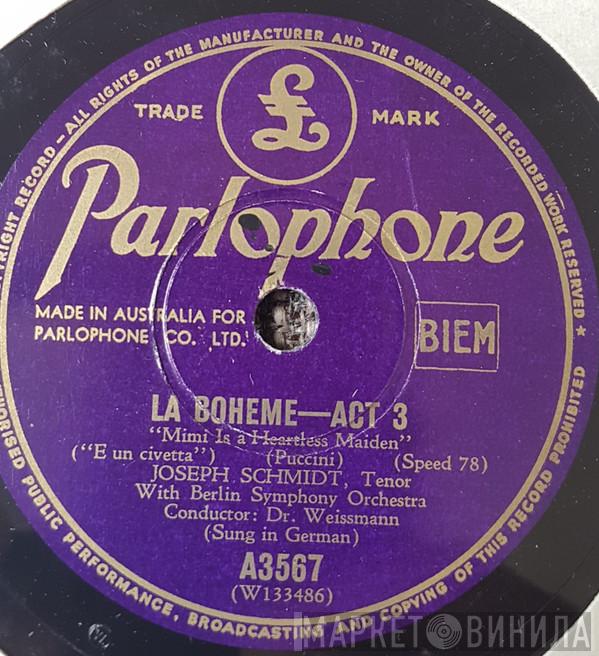 COPYRIGHT RECORD—ALL RIGHTS OF THE MANUFACTURER AND THE OWNER OF THE RECORDED WORK RESERVED ★
TRADE £ MARK
Parlophone
MADE IN AUSTRALIA FOR
PARLOPHONE CO. LTD.
BIEM
LA BOHEME—ACT 3
"Mimi Is a Heartless Maiden"
("E un civetta") (Puccini) (Speed 78)
JOSEPH SCHMIDT, Tenor
With Berlin Symphony Orchestra
Conductor: Dr. Weissmann
(Sung in German)
A3567
(W133486)
PUBLIC PERFORMANCE, BROADCASTING AND COPYING OF THIS RECORD PROHIBITED
МАРКЕТ ВИНИЛА